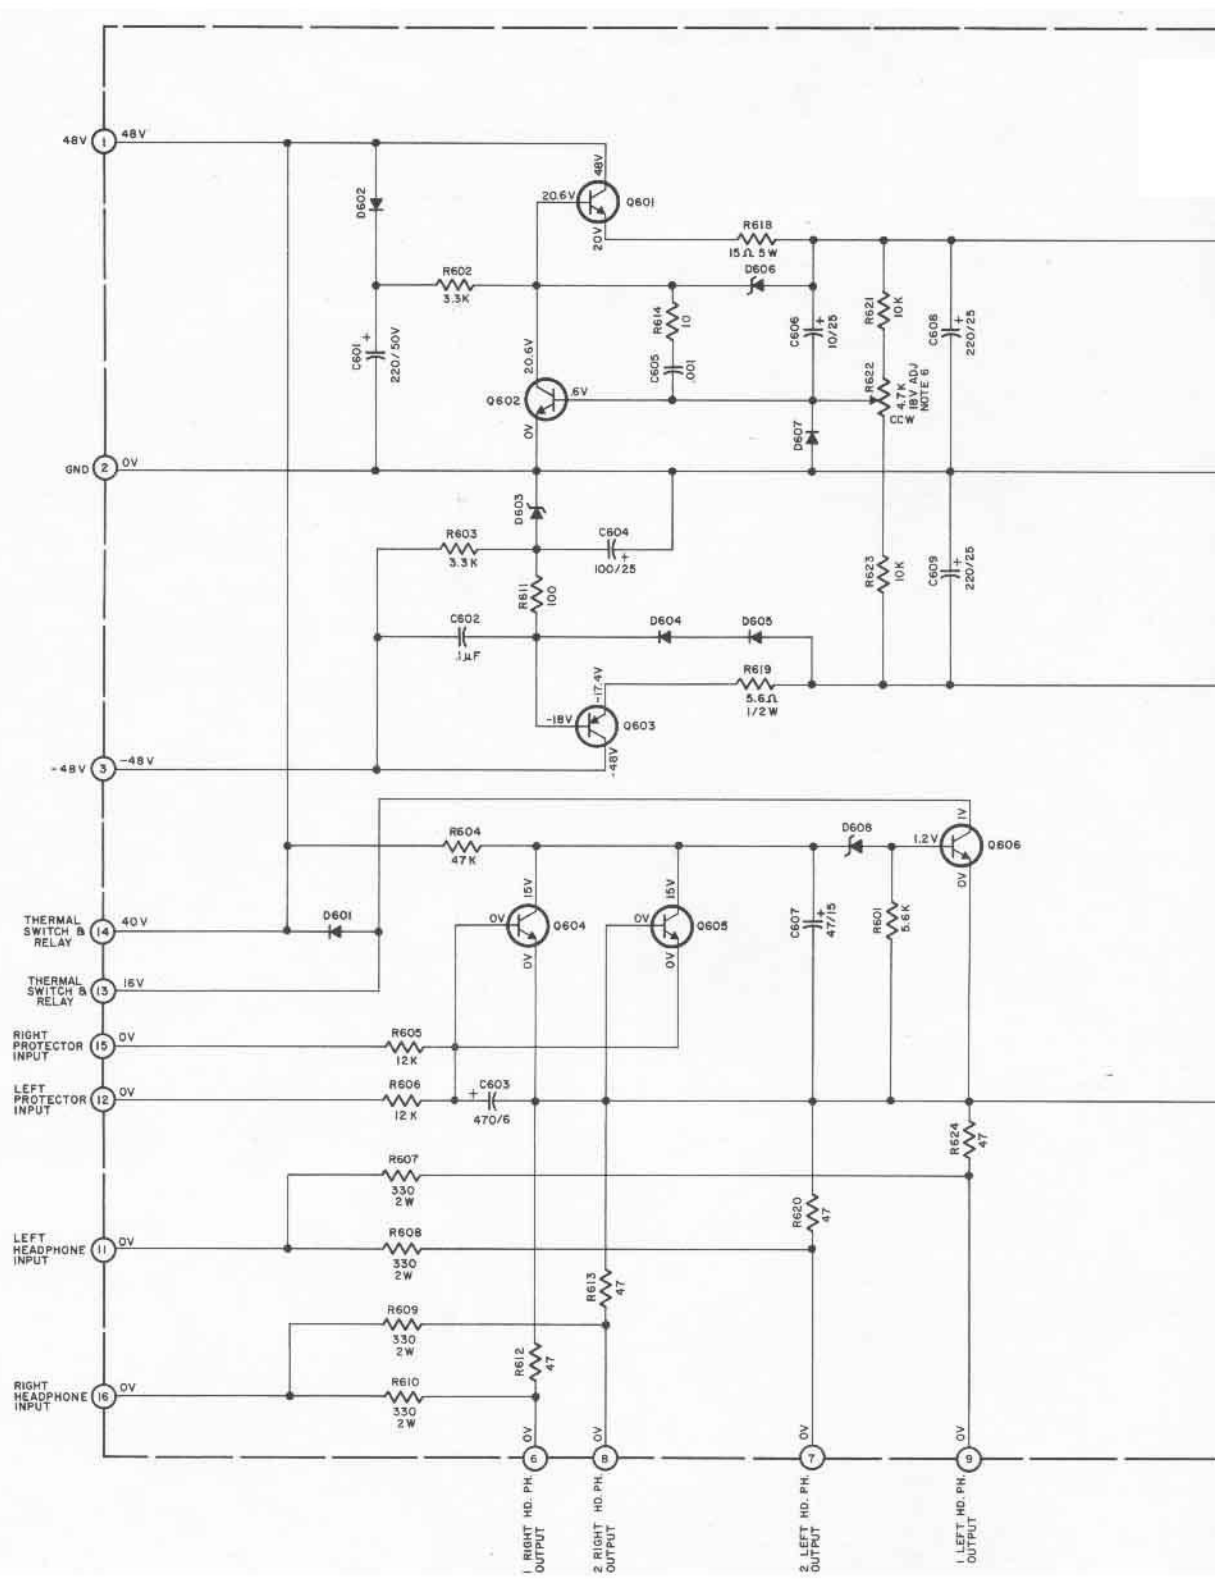 48V
1
48V
D602
48V
20.6V
Q601
20V
R618
15Ω 5W
R602
3.3K
D606
R614
10
C606
+
10/25
R621
10K
C608
+
220/25
C601
+
220/50V
20.6V
C605
.001
R622
4.7K
18V ADJ
NOTE 6
Q602
.6V
CCW
0V
D607
GND
2
0V
D603
R603
3.3K
C604
+
100/25
R611
100
R623
10K
C609
+
220/25
C602
.1µF
D604
D605
-17.4V
R619
5.6Ω
1/2W
-18V
Q603
-48V
-48V
3
-48V
1V
R604
47K
D608
1.2V
Q606
0V
15V
15V
THERMAL
SWITCH &
RELAY
14
40V
D601
0V
Q604
0V
0V
Q605
0V
C607
+
47/15
R601
5.6K
THERMAL
SWITCH &
RELAY
13
16V
RIGHT
PROTECTOR
INPUT
15
0V
R605
12K
LEFT
PROTECTOR
INPUT
12
0V
R606
12K
+
C603
470/6
R624
47
R607
330
2W
R620
47
LEFT
HEADPHONE
INPUT
11
0V
R608
330
2W
R613
47
R609
330
2W
R612
47
RIGHT
HEADPHONE
INPUT
16
0V
R610
330
2W
0V
0V
0V
0V
6
8
7
9
1 RIGHT HD. PH.
OUTPUT
2 RIGHT HD. PH.
OUTPUT
2 LEFT HD. PH.
OUTPUT
1 LEFT HD. PH.
OUTPUT